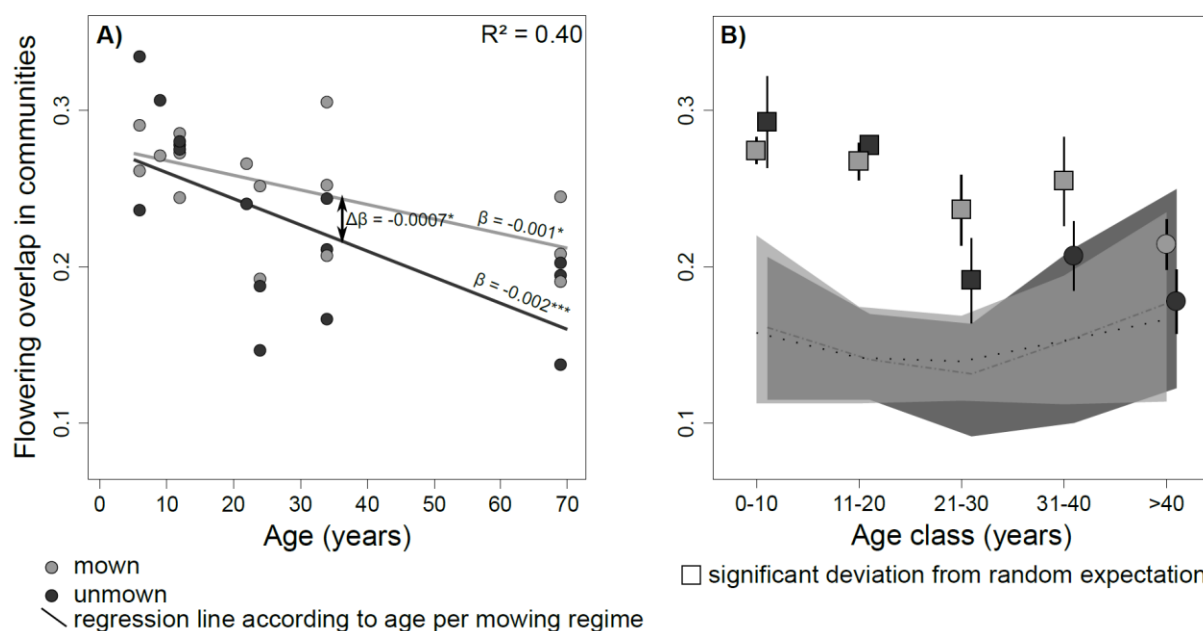 A)
R² = 0.40
Flowering overlap in communities
0.3
0.2
0.1
β = -0.001*
Δβ = -0.0007*
β = -0.002***
0 10 20 30 40 50 60 70
Age (years)
mown
unmown
regression line according to age per mowing regime
B)
0.3
0.2
0.1
0-10 11-20 21-30 31-40 >40
Age class (years)
significant deviation from random expectation